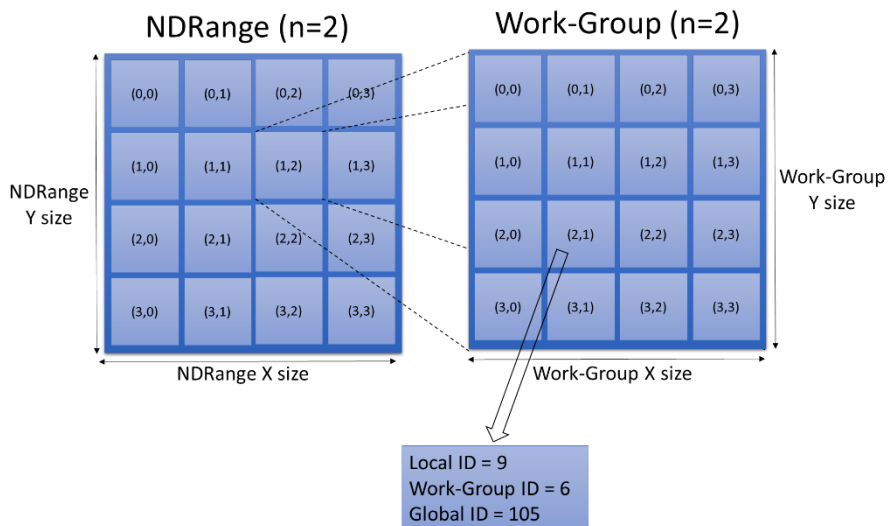 NDRange (n=2)
Work-Group (n=2)
(0,0) (0,1) (0,2) (0,3)
(1,0) (1,1) (1,2) (1,3)
(2,0) (2,1) (2,2) (2,3)
(3,0) (3,1) (3,2) (3,3)
NDRange
Y size
NDRange X size
(0,0) (0,1) (0,2) (0,3)
(1,0) (1,1) (1,2) (1,3)
(2,0) (2,1) (2,2) (2,3)
(3,0) (3,1) (3,2) (3,3)
Work-Group
Y size
Work-Group X size
Local ID = 9
Work-Group ID = 6
Global ID = 105